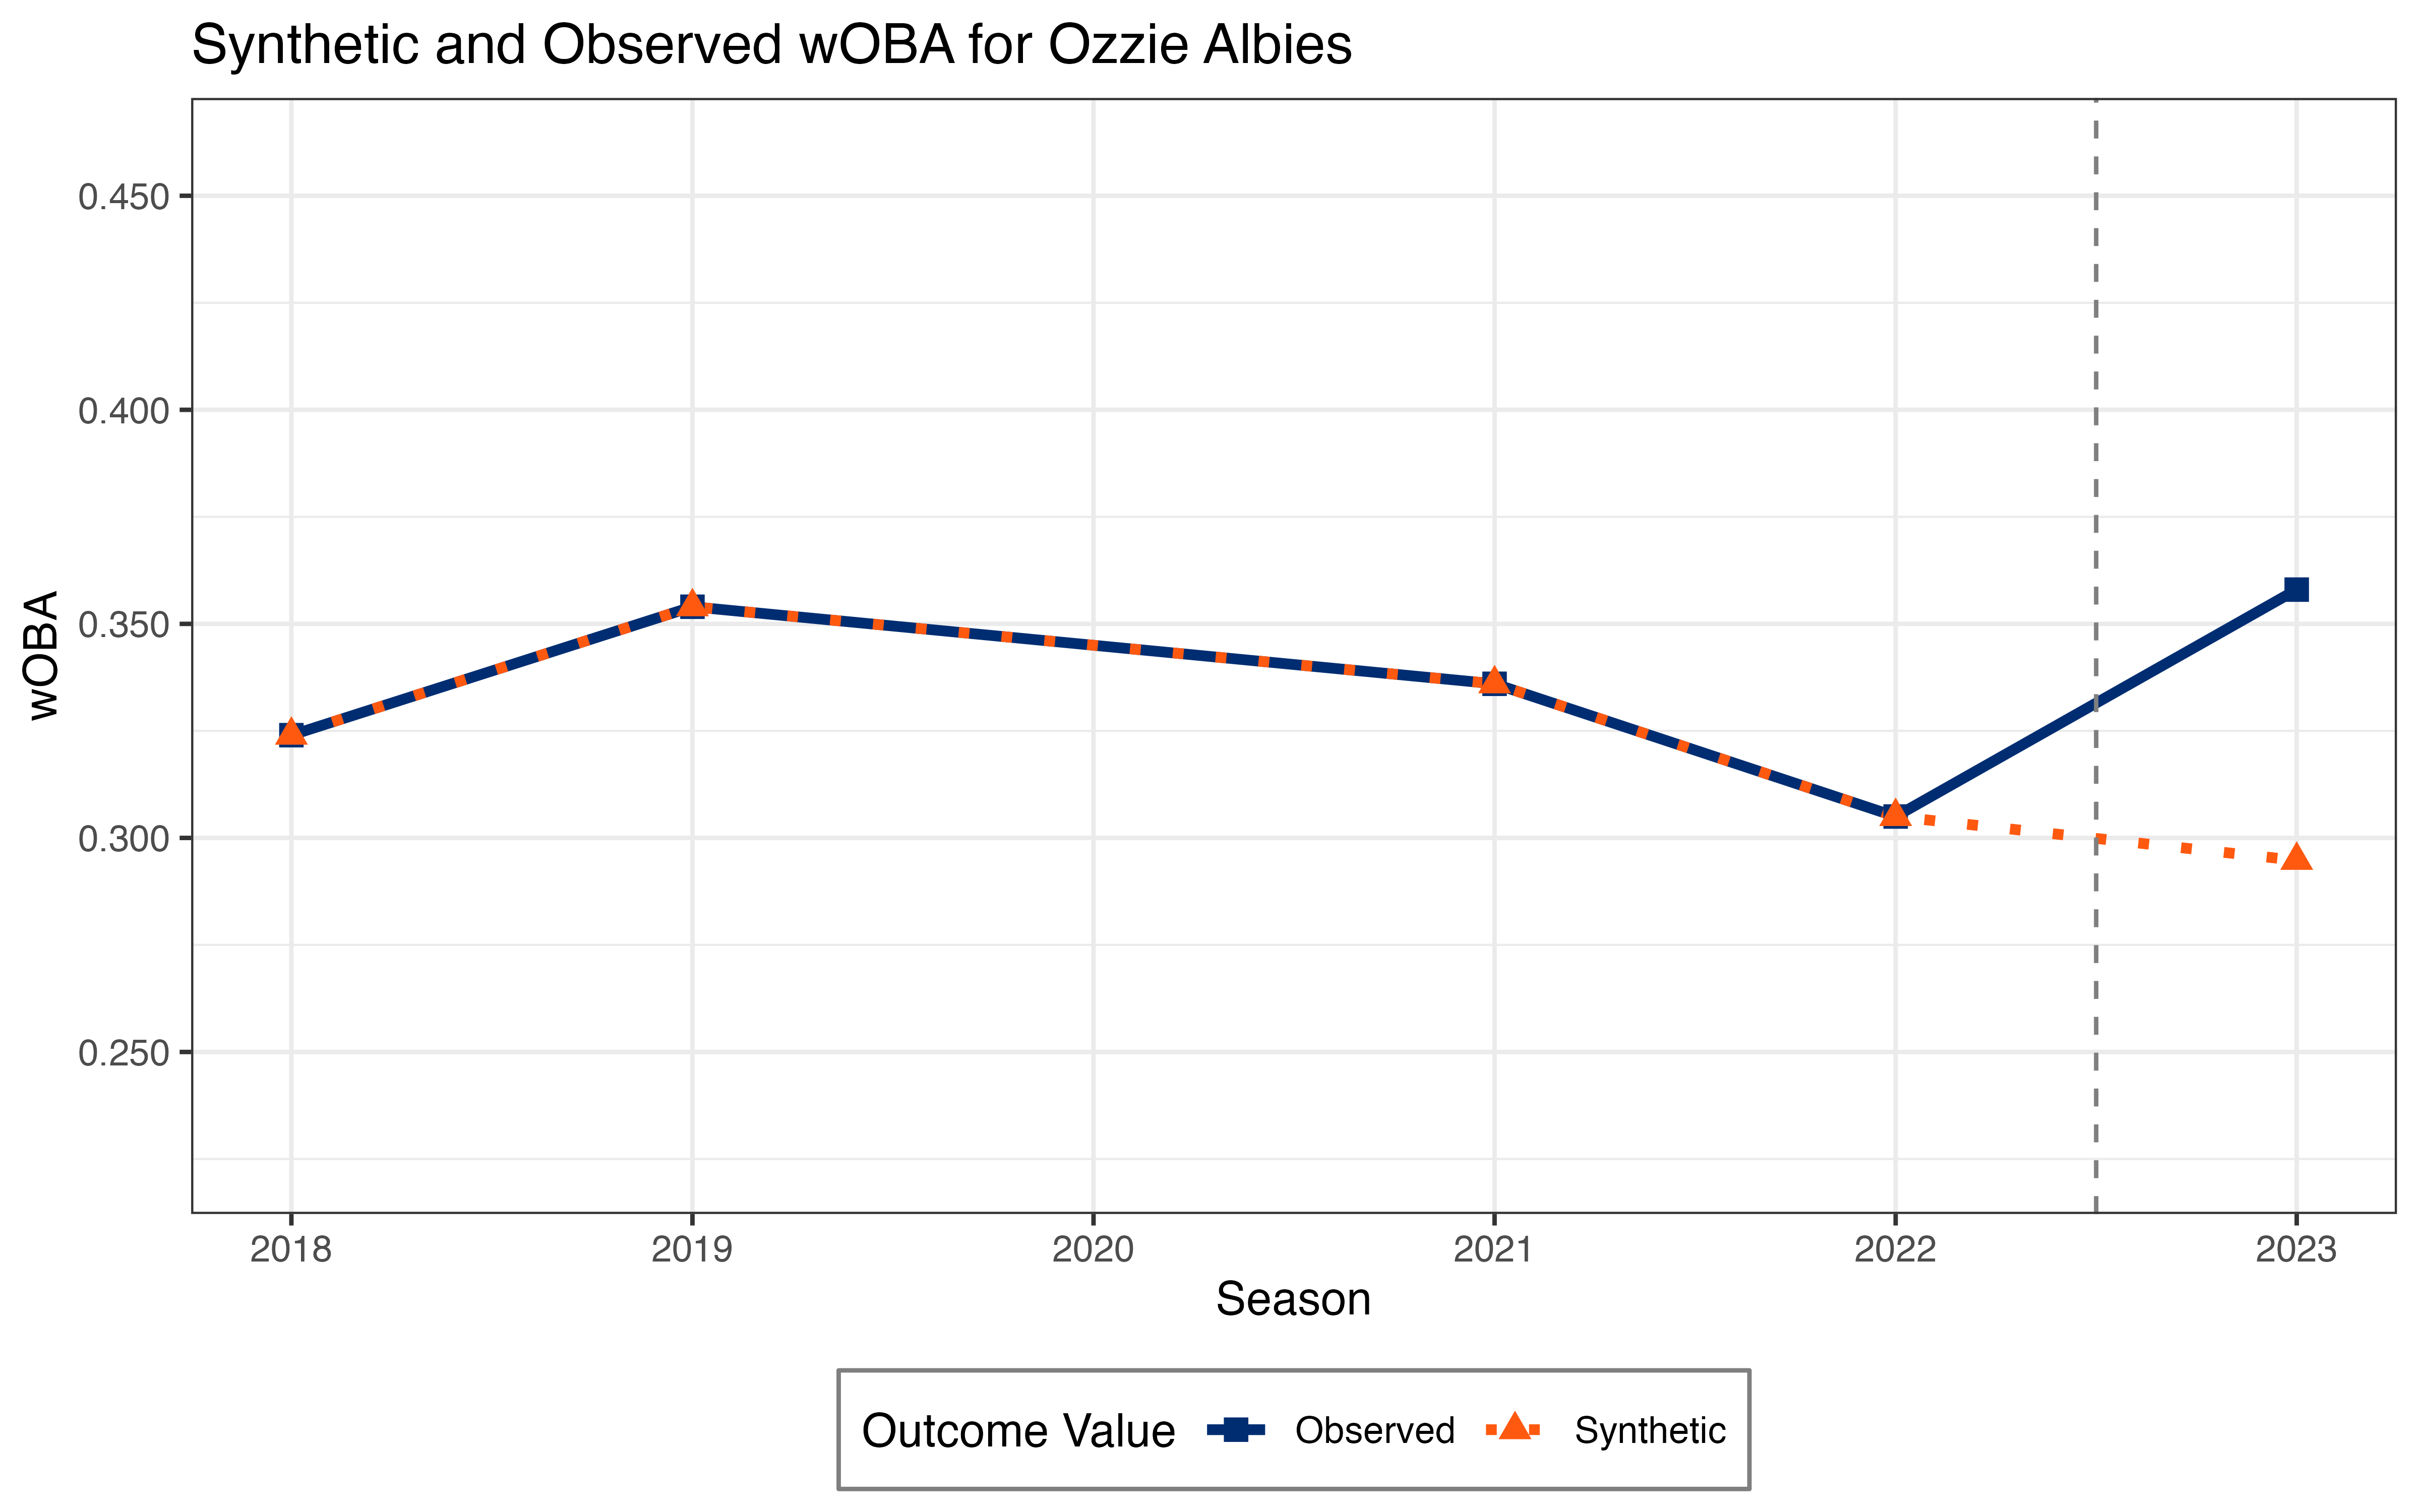 Synthetic and Observed wOBA for Ozzie Albies
0.450
0.400
0.350
0.300
0.250
wOBA
2018 2019 2020 2021 2022 2023
Season
Outcome Value Observed Synthetic